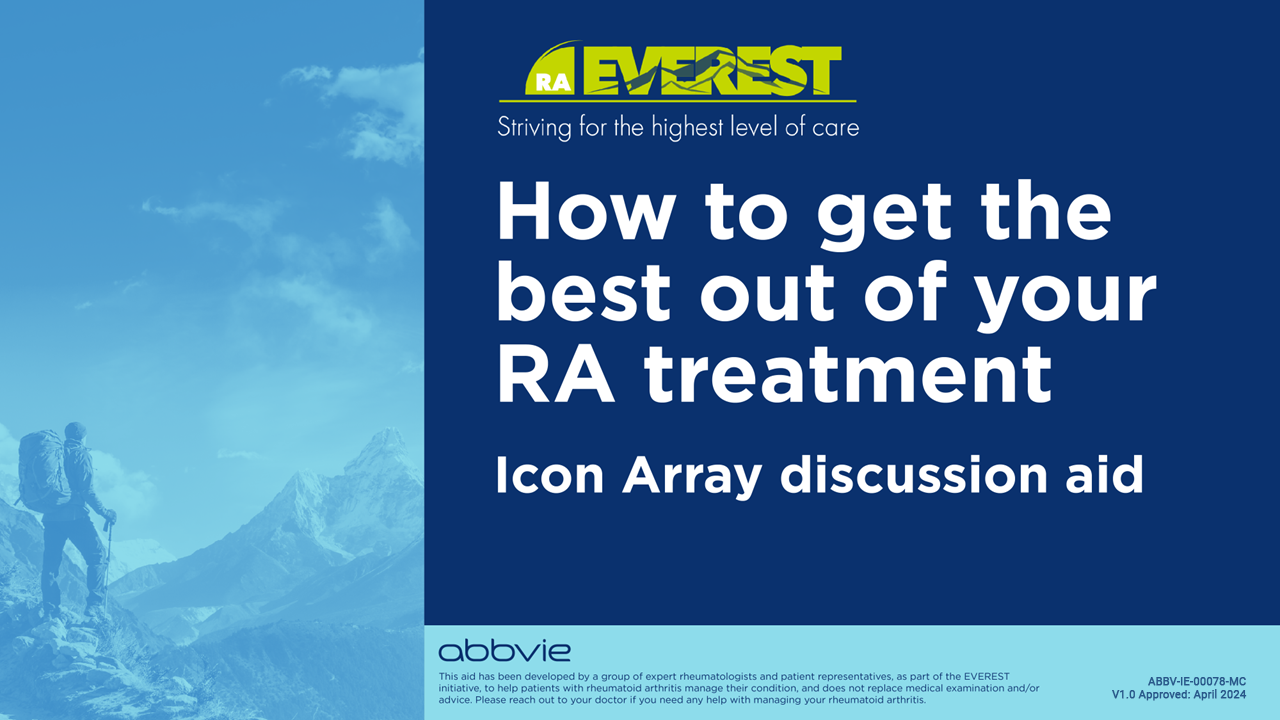 RA EVEREST
Striving for the highest level of care
How to get the
best out of your
RA treatment
Icon Array discussion aid
abbvie
This aid has been developed by a group of expert rheumatologists and patient representatives, as part of the EVEREST
initiative, to help patients with rheumatoid arthritis manage their condition, and does not replace medical examination and/or
advice. Please reach out to your doctor if you need any help with managing your rheumatoid arthritis.
ABBV-IE-00078-MC
V1.0 Approved: April 2024